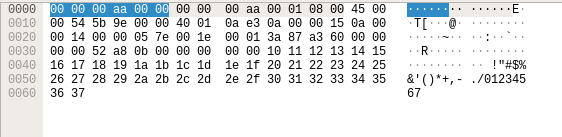 0000 00 00 00 aa 00 00 00 00 00 aa 00 01 08 00 45 00 ·············· E·
0010 00 54 5b 9e 00 00 40 01 0a e3 0a 00 00 15 0a 00 ·T[···@· ········
0020 00 14 00 00 05 7e 00 1e 00 01 3a 87 a3 60 00 00 ·····~·· ··:··`··
0030 00 00 52 a8 0b 00 00 00 00 00 10 11 12 13 14 15 ··R····· ········
0040 16 17 18 19 1a 1b 1c 1d 1e 1f 20 21 22 23 24 25 ········ ·· !"#$%
0050 26 27 28 29 2a 2b 2c 2d 2e 2f 30 31 32 33 34 35 &'()*+,- ./012345
0060 36 37 67